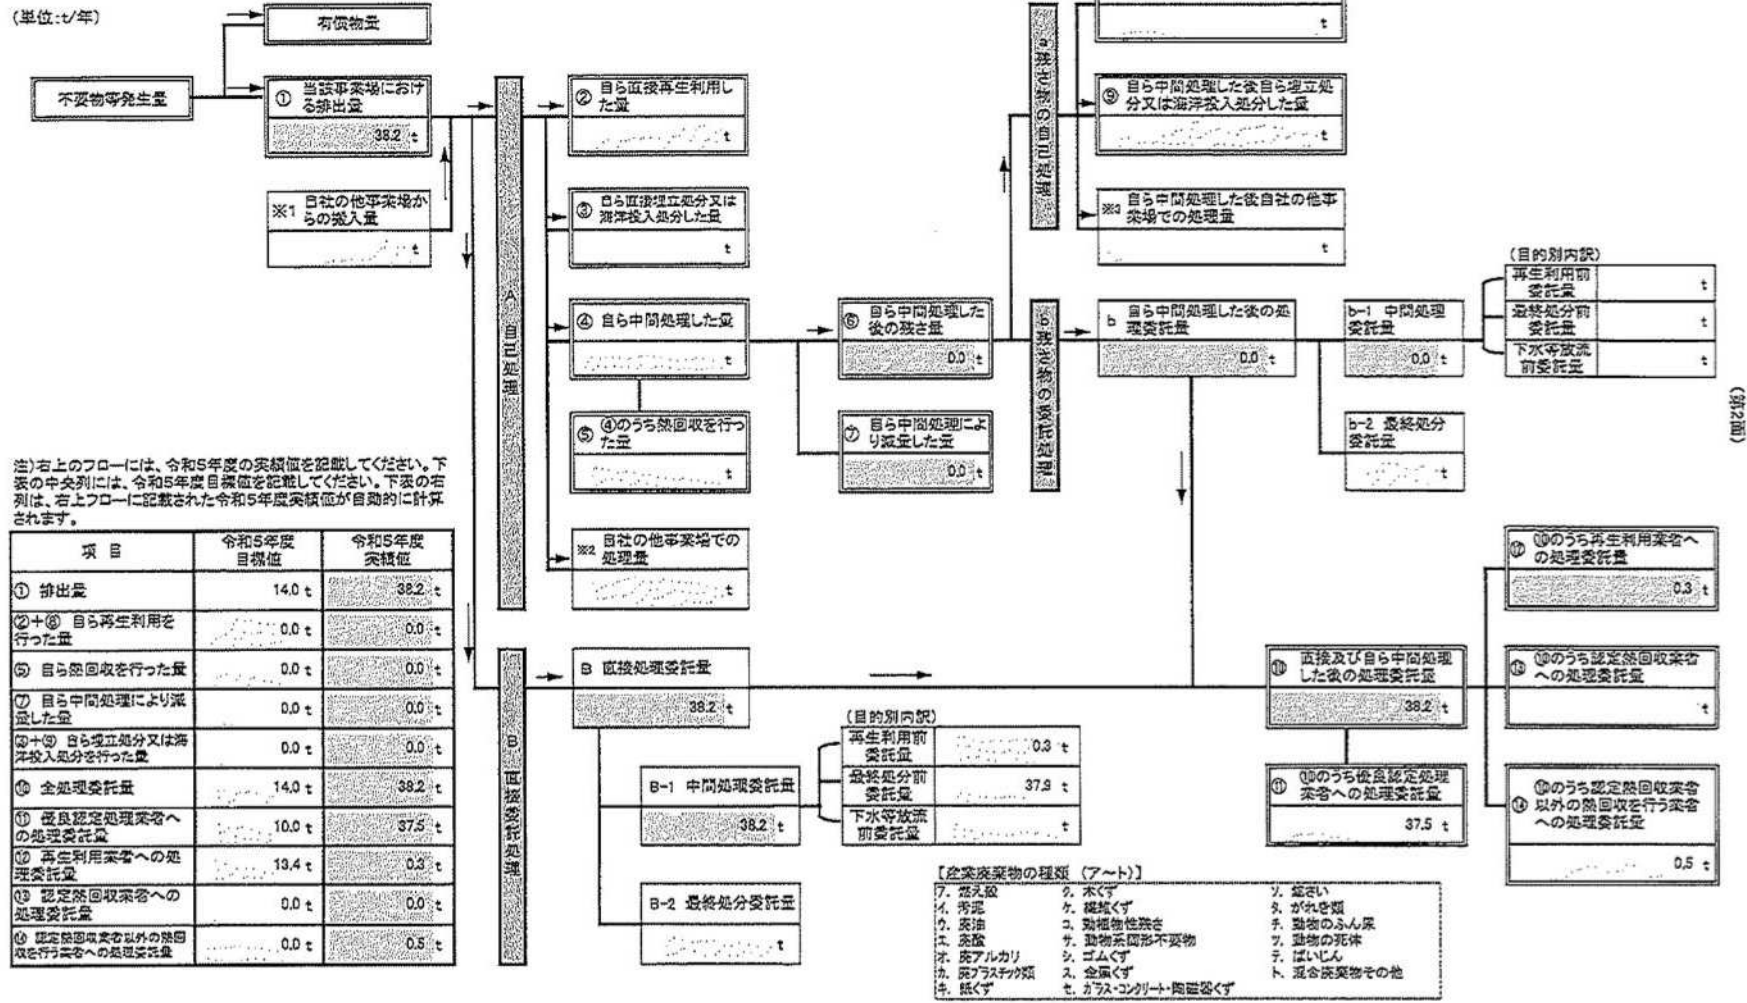 (単位:t/年)
有償物量
不要物等発生量
① 当該事業場におけ
る排出量
38.2 t
※1 自社の他事業場か
らの搬入量
t
A 自己処理
② 自ら直接再生利用し
た量
t
③ 自ら直接埋立処分又は
海洋投入処分した量
t
④ 自ら中間処理した量
t
⑤ ④のうち熱回収を行っ
た量
t
※2 自社の他事業場での
処理量
t
⑥ 自ら中間処理した
後の残さ量
0.0 t
⑦ 自ら中間処理によ
り減量した量
0.0 t
a 残さ物の自己処理
t
⑨ 自ら中間処理した後自ら埋立処
分又は海洋投入処分した量
t
※3 自ら中間処理した後自社の他事
業場での処理量
t
b 残さ物の委託処理
b 自ら中間処理した後の処
理委託量
0.0 t
b-1 中間処理
委託量
0.0 t
b-2 最終処分
委託量
t
(目的別内訳)
再生利用前
委託量
t
最終処分前
委託量
t
下水等放流
前委託量
t
(第2面)
注)右上のフローには、令和5年度の実績値を記載してください。下
表の中央列には、令和5年度目標値を記載してください。下表の右
列は、右上フローに記載された令和5年度実績値が自動的に計算
されます。
項 目 令和5年度 目標値 令和5年度 実績値
① 排出量 14.0 t 38.2 t
②+⑧ 自ら再生利用を
行った量 0.0 t 0.0 t
⑤ 自ら熱回収を行った量 0.0 t 0.0 t
⑦ 自ら中間処理により減
量した量 0.0 t 0.0 t
③+⑨ 自ら埋立処分又は海
洋投入処分を行った量 0.0 t 0.0 t
⑩ 全処理委託量 14.0 t 38.2 t
⑪ 優良認定処理業者へ
の処理委託量 10.0 t 37.5 t
⑫ 再生利用業者への処
理委託量 13.4 t 0.3 t
⑬ 認定熱回収業者への
処理委託量 0.0 t 0.0 t
⑭ 認定熱回収業者以外の熱回
収を行う業者への処理委託量 0.0 t 0.5 t
B 直接委託処理
B 直接処理委託量
38.2 t
B-1 中間処理委託量
38.2 t
B-2 最終処分委託量
t
(目的別内訳)
再生利用前
委託量
0.3 t
最終処分前
委託量
37.9 t
下水等放流
前委託量
t
⑩ 直接及び自ら中間処理
した後の処理委託量
38.2 t
⑪ ⑩のうち優良認定処理
業者への処理委託量
37.5 t
⑫ ⑩のうち再生利用業者へ
の処理委託量
0.3 t
⑬ ⑩のうち認定熱回収業者
への処理委託量
t
⑭ ⑩のうち認定熱回収業者
以外の熱回収を行う業者
への処理委託量
0.5 t
【産業廃棄物の種類 (ア~ト)】
ア. 燃え殻 ク. 木くず ソ. 鉱さい
イ. 汚泥 ケ. 繊維くず タ. がれき類
ウ. 廃油 コ. 動植物性残さ チ. 動物のふん尿
エ. 廃酸 サ. 動物系固形不要物 ツ. 動物の死体
オ. 廃アルカリ シ. ゴムくず テ. ばいじん
カ. 廃プラスチック類 ス. 金属くず ト. 混合廃棄物その他
キ. 紙くず セ. ガラス・コンクリート・陶磁器くず